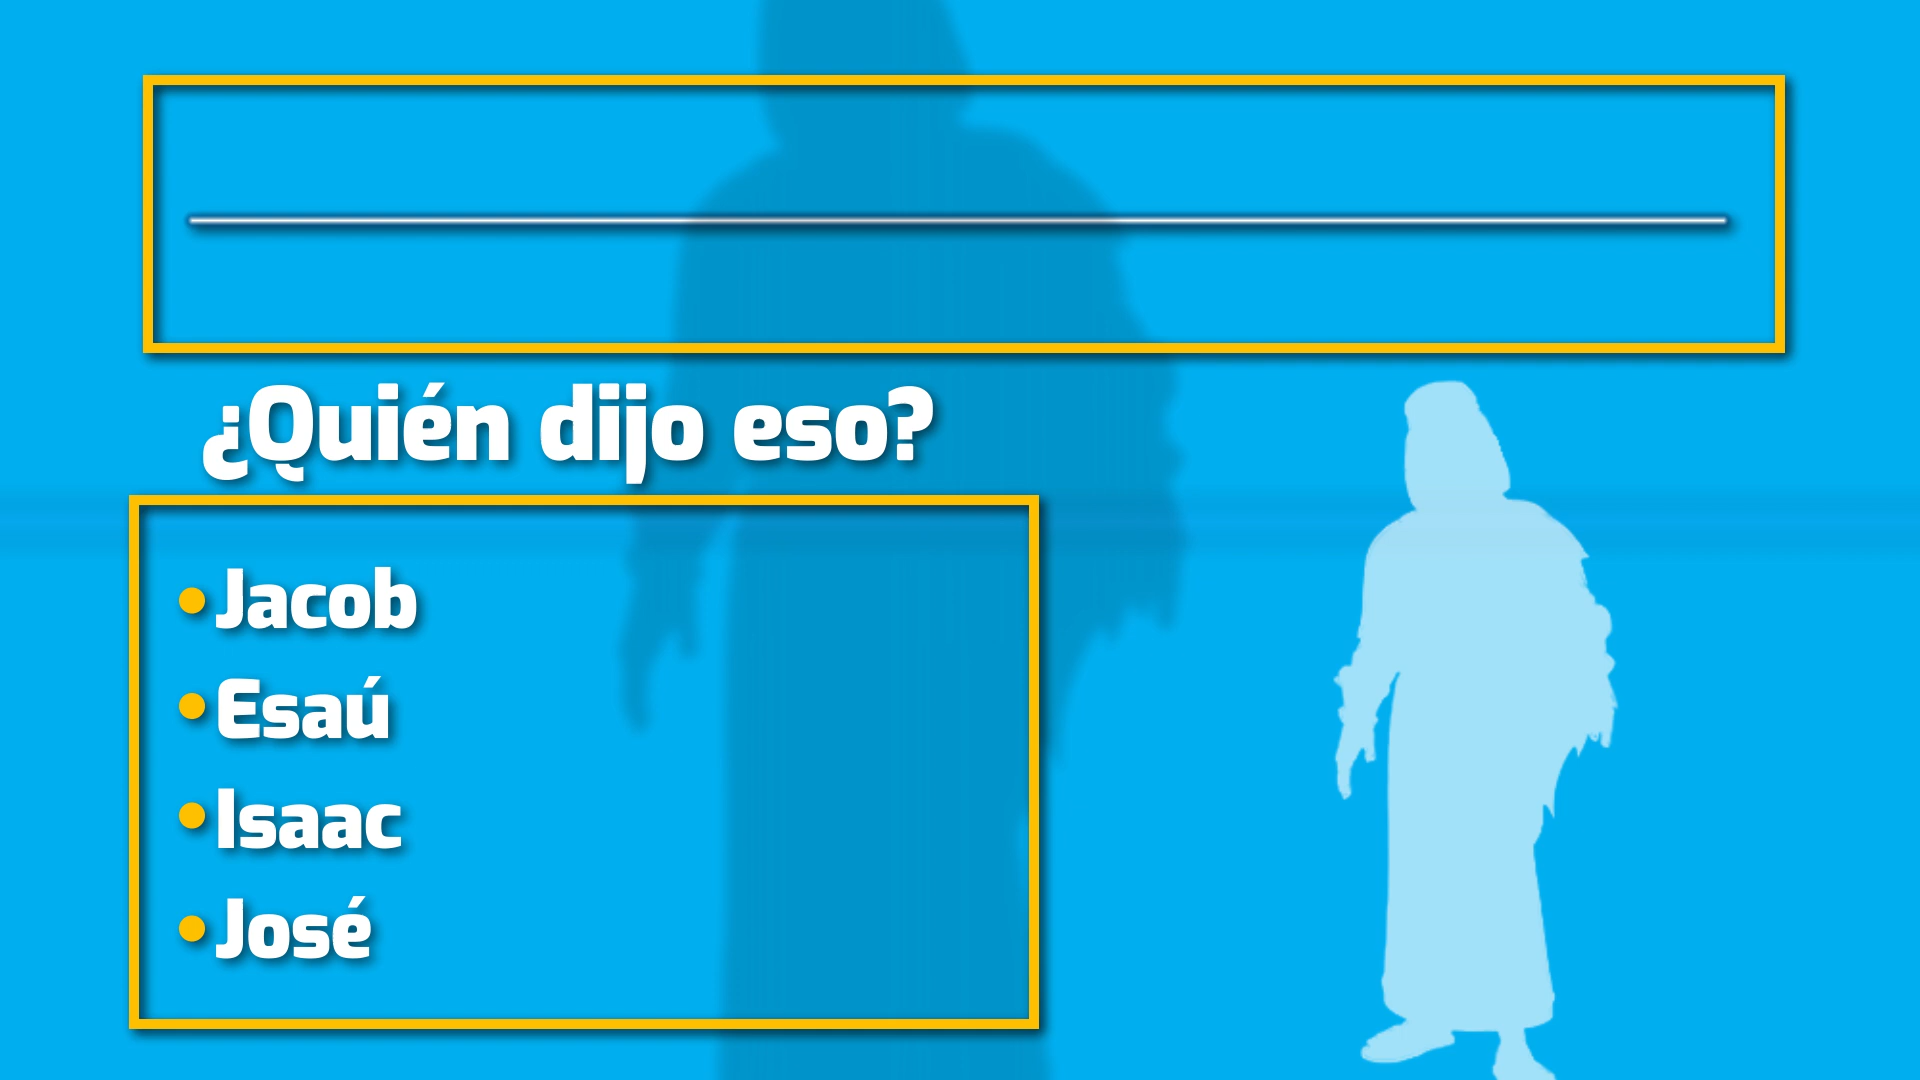 ¿Quién dijo eso?
• Jacob
• Esaú
• Isaac
• José